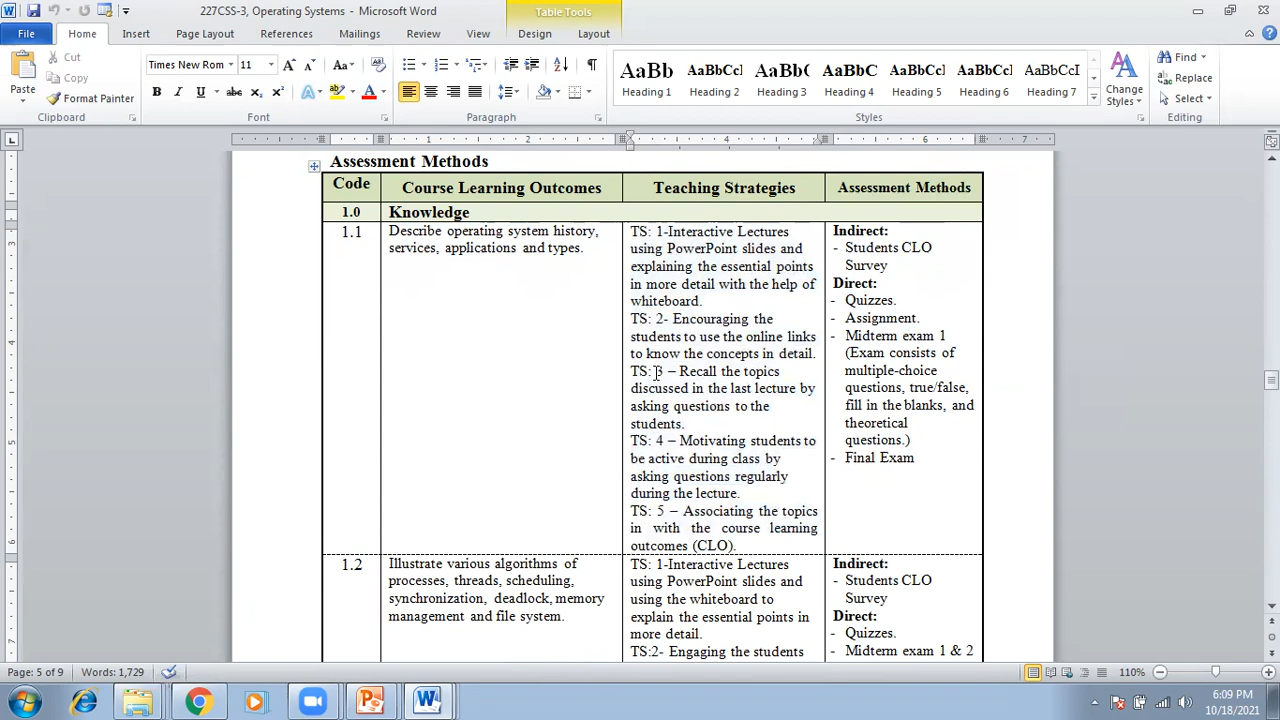 227CSS-3, Operating Systems - Microsoft Word
Table Tools
File Home Insert Page Layout References Mailings Review View Design Layout
Paste
Cut
Copy
Format Painter
Clipboard
Times New Rom 11
Font
Paragraph
AaBb AaBbCcI AaBb( AaBbC AaBbCc AaBbCcI AaBbCcI
Heading 1 Heading 2 Heading 3 Heading 4 Heading 5 Heading 6 Heading 7
Change Styles
Styles
Find
Replace
Select
Editing
Assessment Methods
Code Course Learning Outcomes Teaching Strategies Assessment Methods
1.0 Knowledge
1.1
Describe operating system history,
services, applications and types.
TS: 1-Interactive Lectures
using PowerPoint slides and
explaining the essential points
in more detail with the help of
whiteboard.
TS: 2- Encouraging the
students to use the online links
to know the concepts in detail.
TS: 3 – Recall the topics
discussed in the last lecture by
asking questions to the
students.
TS: 4 – Motivating students to
be active during class by
asking questions regularly
during the lecture.
TS: 5 – Associating the topics
in with the course learning
outcomes (CLO).
Indirect:
- Students CLO
Survey
Direct:
- Quizzes.
- Assignment.
- Midterm exam 1
(Exam consists of
multiple-choice
questions, true/false,
fill in the blanks, and
theoretical
questions.)
- Final Exam
1.2
Illustrate various algorithms of
processes, threads, scheduling,
synchronization, deadlock, memory
management and file system.
TS: 1-Interactive Lectures
using PowerPoint slides and
using the whiteboard to
explain the essential points in
more detail.
TS:2- Engaging the students
Indirect:
- Students CLO
Survey
Direct:
- Quizzes.
- Midterm exam 1 & 2
Page: 5 of 9 Words: 1,729 110%
6:09 PM
10/18/2021